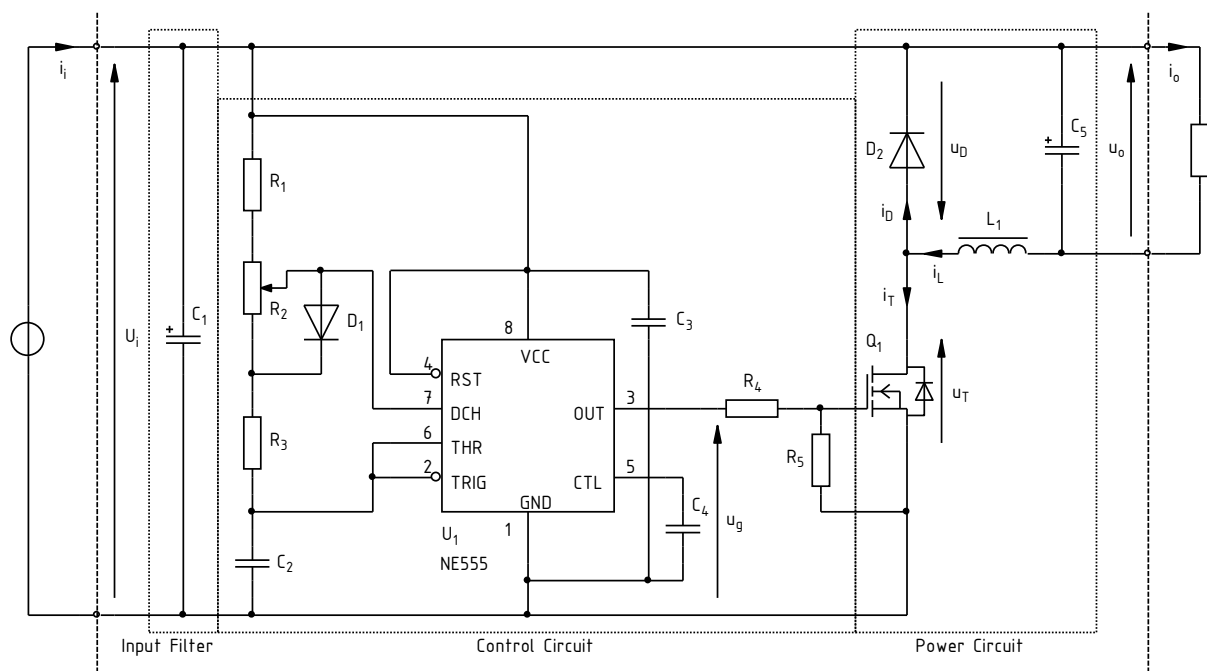 i_i
U_i
C_1
+
R_1
R_2
R_3
C_2
D_1
4
7
6
2
8
VCC
RST
DCH
THR
TRIG
OUT
CTL
GND
3
5
1
U_1
NE555
C_3
C_4
u_g
R_4
R_5
Q_1
i_T
u_T
D_2
u_D
i_D
i_L
L_1
+
C_5
u_o
i_o
Input Filter
Control Circuit
Power Circuit